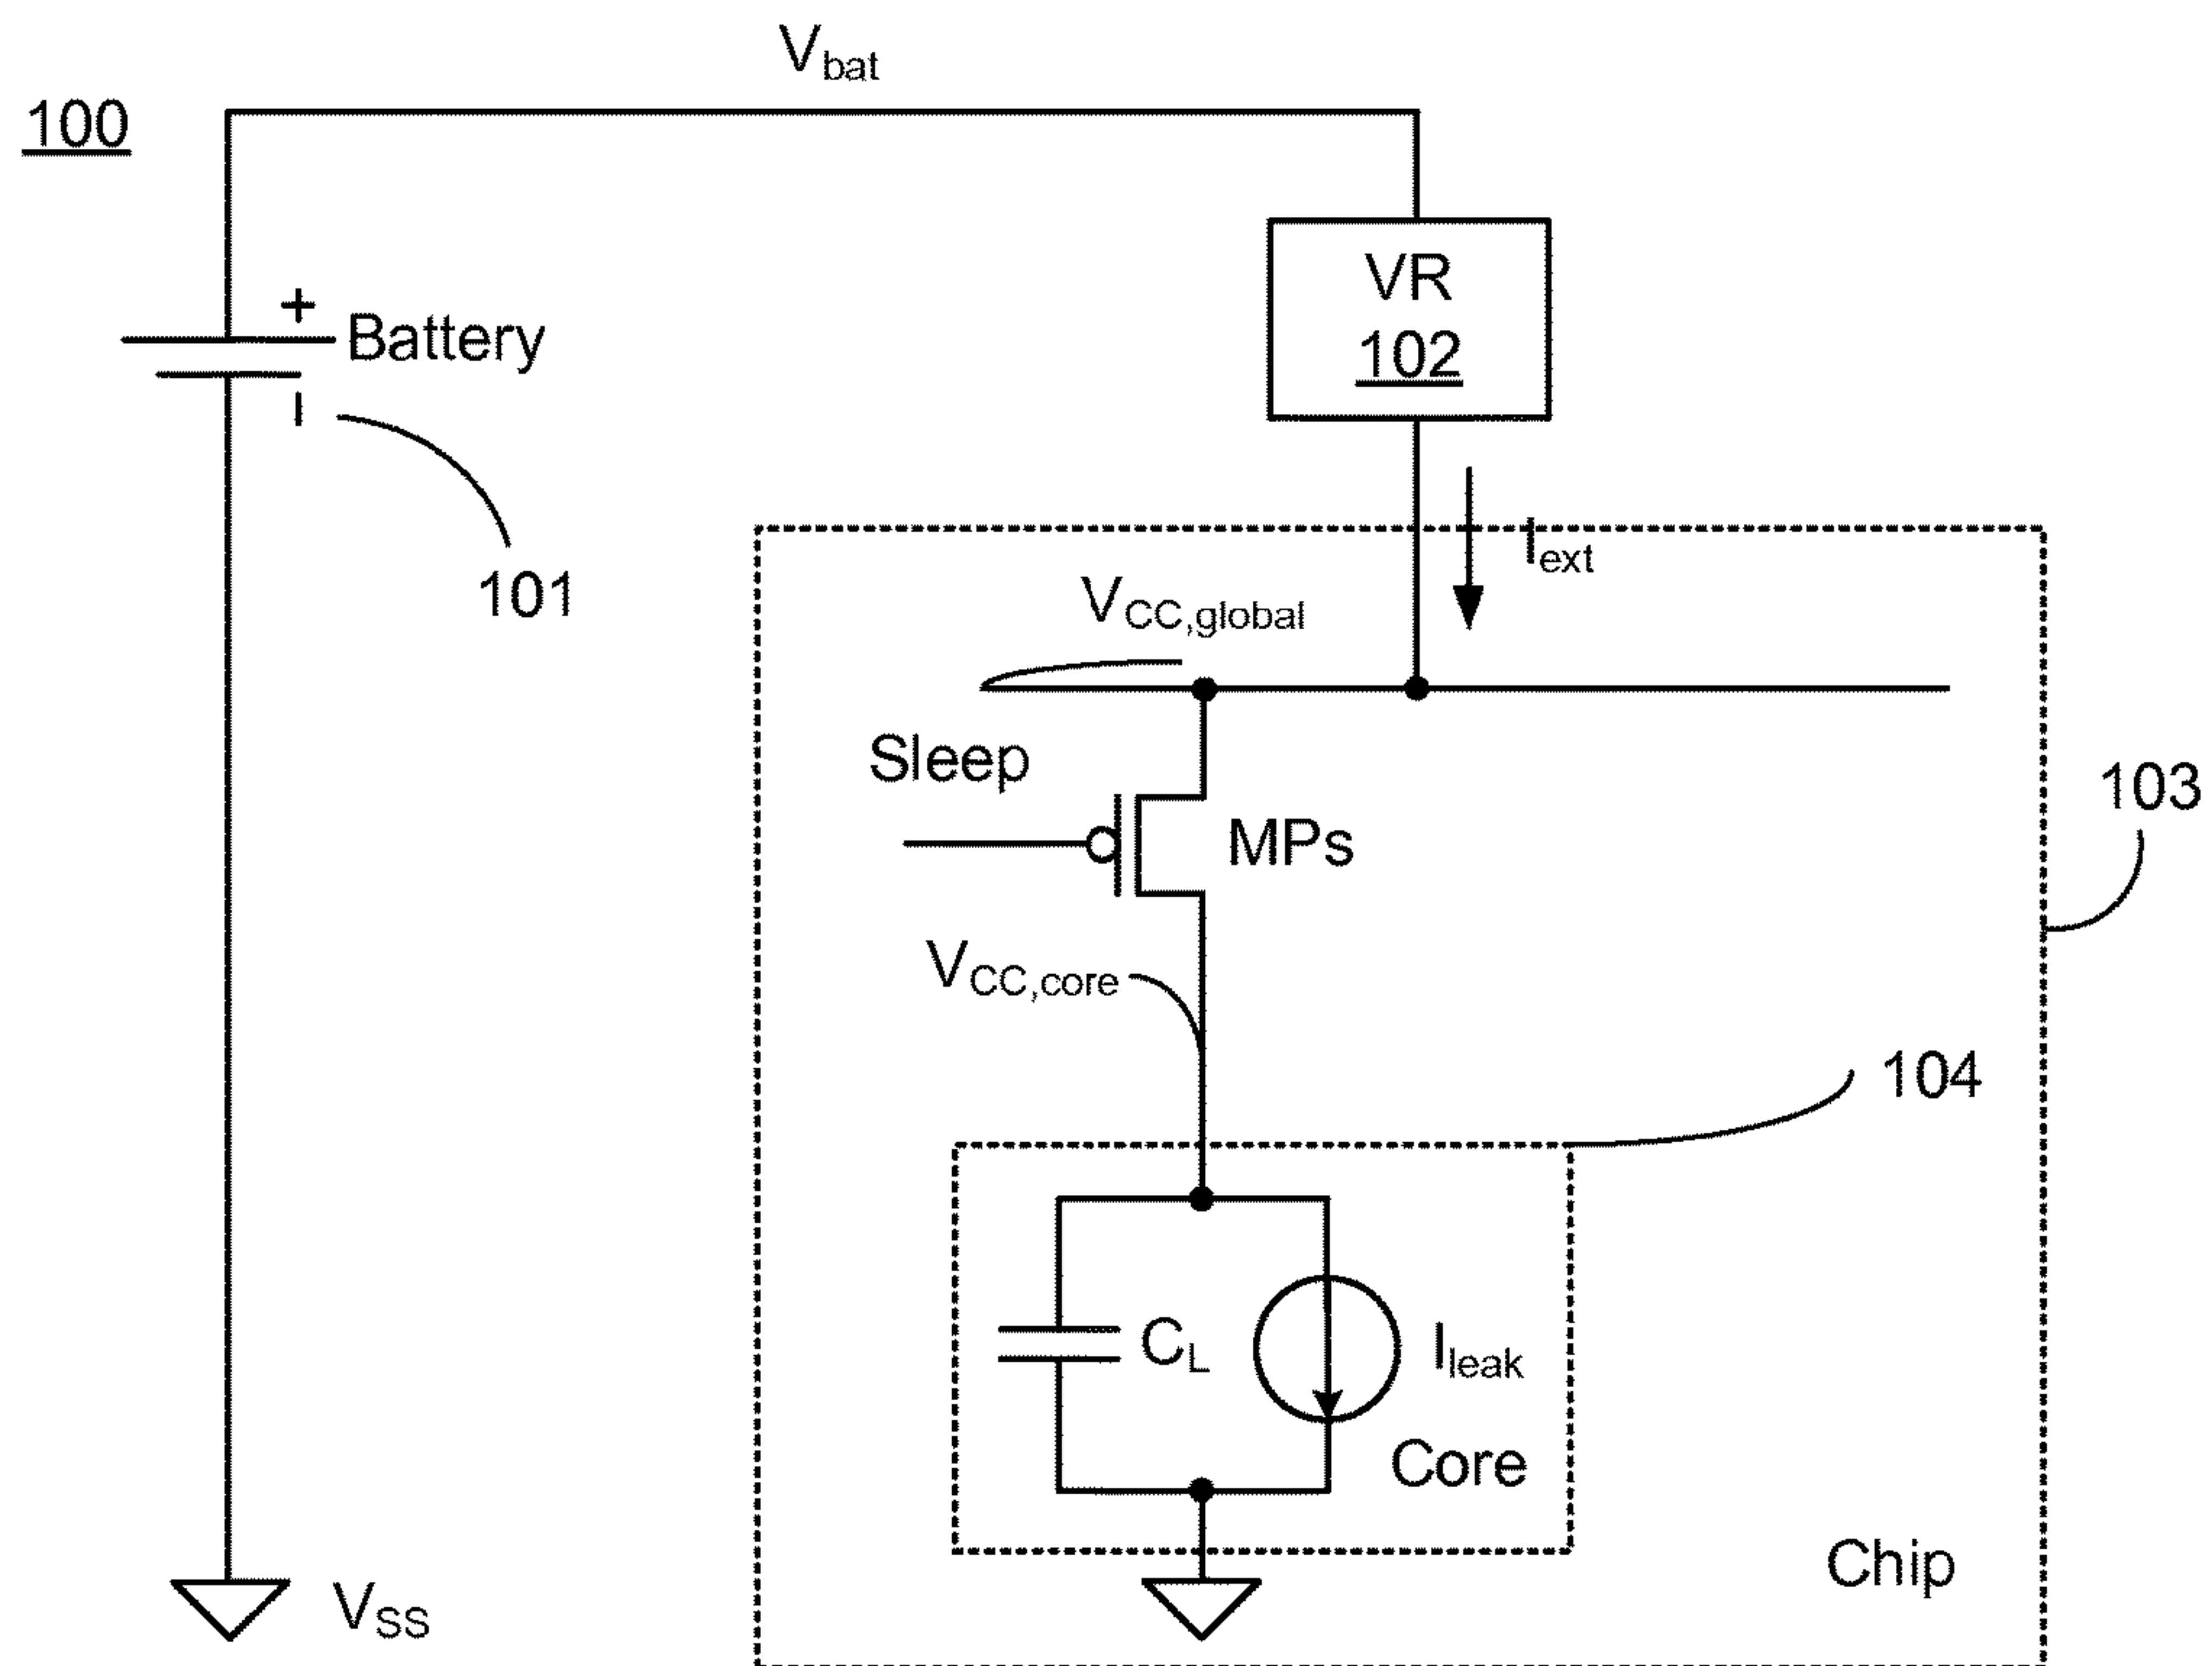 Vbat
100
VR
102
+
Battery
-
101
Iext
VCC,global
Sleep
103
MPs
VCC,core
104
CL
Ileak
Core
Chip
VSS